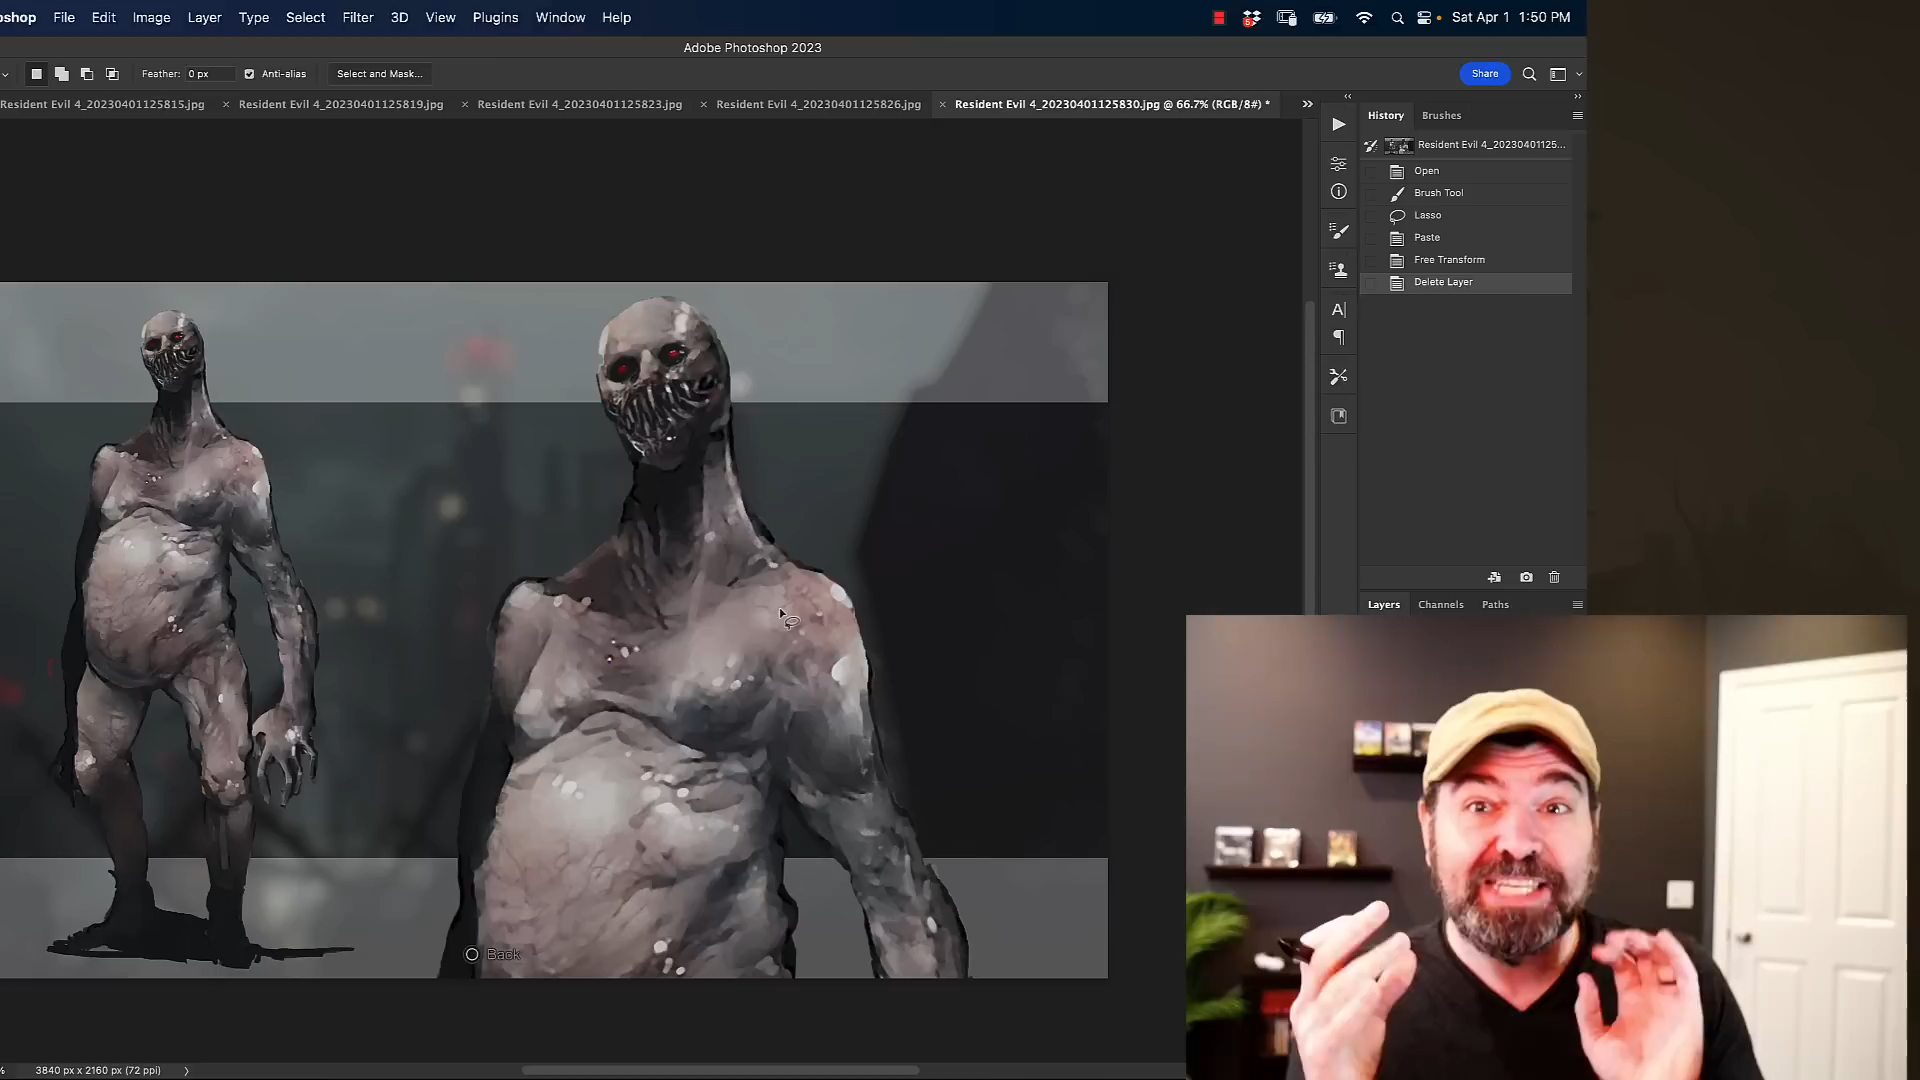 oshop File Edit Image Layer Type Select Filter 3D View Plugins Window Help Sat Apr 1 1:50 PM
Adobe Photoshop 2023
Feather: 0 px Anti-alias Select and Mask... Share
Resident Evil 4_20230401125815.jpg × Resident Evil 4_20230401125819.jpg × Resident Evil 4_20230401125823.jpg × Resident Evil 4_20230401125826.jpg × Resident Evil 4_20230401125830.jpg @ 66.7% (RGB/8#) *
History Brushes
Resident Evil 4_20230401125...
Open
Brush Tool
Lasso
Paste
Free Transform
Delete Layer
Layers Channels Paths
Back
% 3840 px x 2160 px (72 ppi)